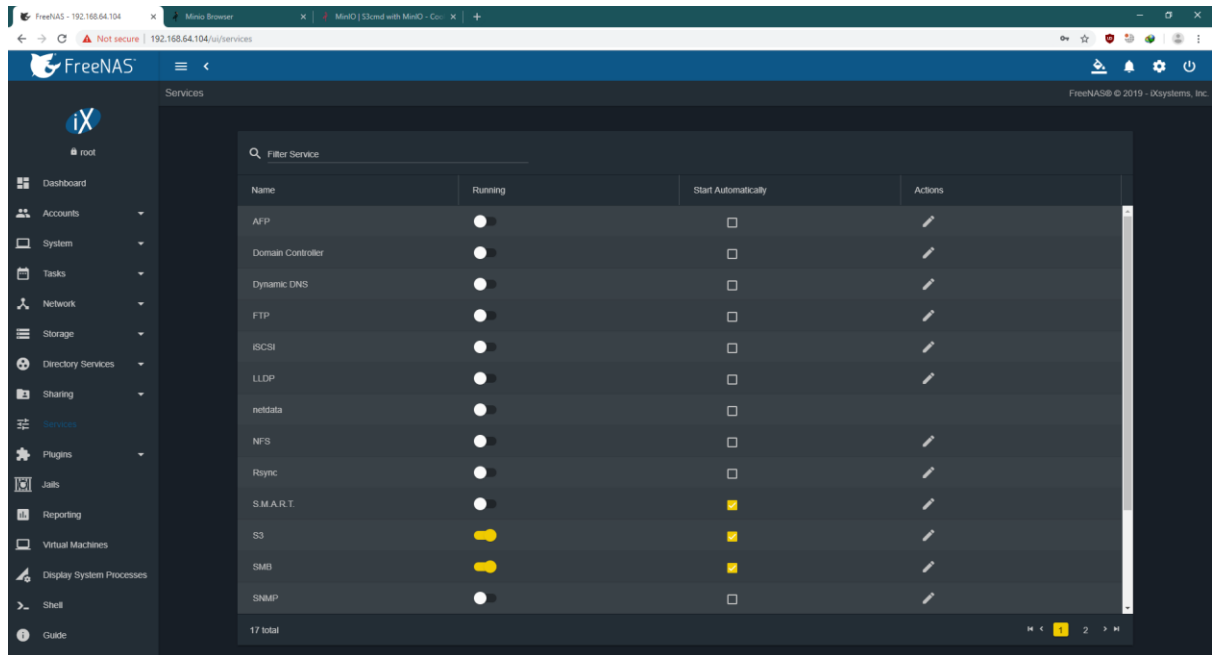 FreeNAS - 192.168.64.104 × Minio Browser × MinIO | S3cmd with MinIO - Coo × +
Not secure | 192.168.64.104/ui/services
FreeNAS®
Services FreeNAS® © 2019 - iXsystems, Inc.
iX
root
Dashboard
Accounts
System
Tasks
Network
Storage
Directory Services
Sharing
Services
Plugins
Jails
Reporting
Virtual Machines
Display System Processes
Shell
Guide
Filter Service
Name Running Start Automatically Actions
AFP
Domain Controller
Dynamic DNS
FTP
iSCSI
LLDP
netdata
NFS
Rsync
S.M.A.R.T.
S3
SMB
SNMP
17 total 1 2